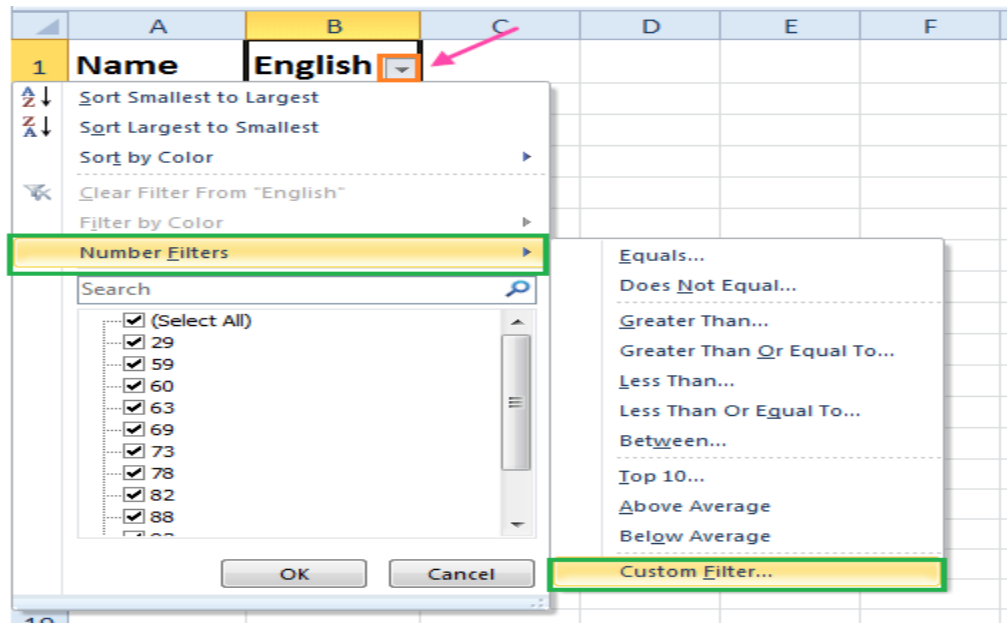 A B C D E F
1 Name English
Sort Smallest to Largest
Sort Largest to Smallest
Sort by Color
Clear Filter From "English"
Filter by Color
Number Filters
Search
(Select All)
29
59
60
63
69
73
78
82
88
OK Cancel
Equals...
Does Not Equal...
Greater Than...
Greater Than Or Equal To...
Less Than...
Less Than Or Equal To...
Between...
Top 10...
Above Average
Below Average
Custom Filter...